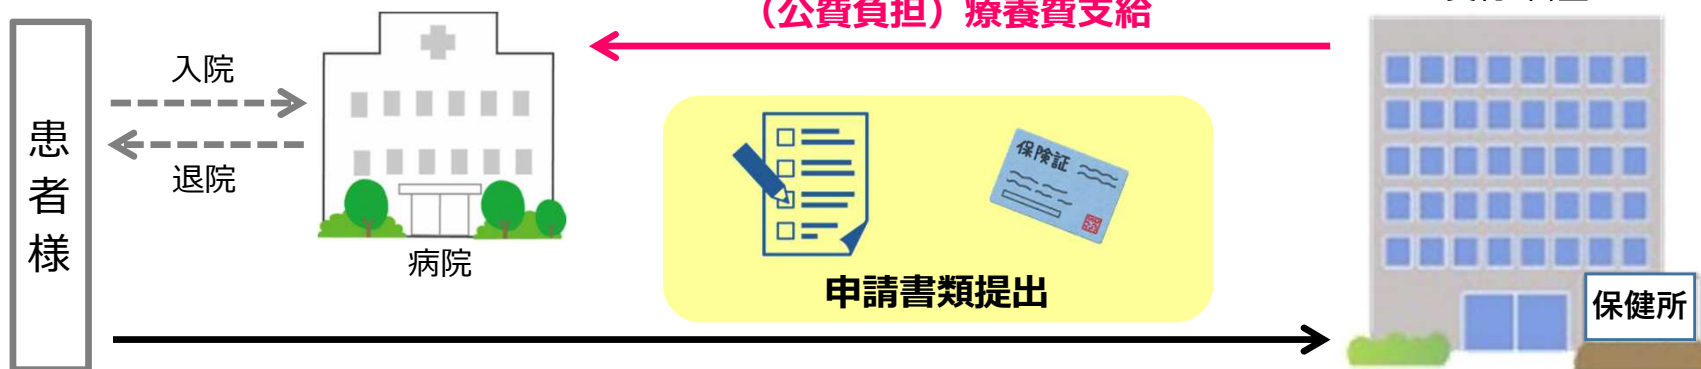 （公費負担）療養費支給
入院
退院
患者様
病院
保険証
申請書類提出
保健所